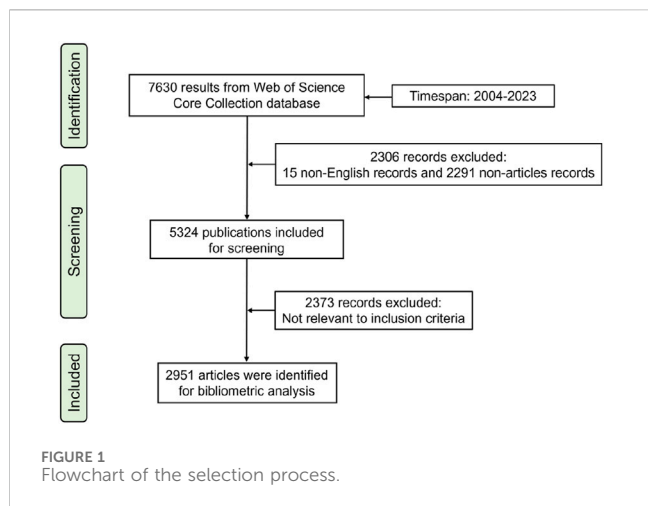 Identification
7630 results from Web of Science
Core Collection database
Timespan: 2004-2023
2306 records excluded:
15 non-English records and 2291 non-articles records
Screening
5324 publications included
for screening
2373 records excluded:
Not relevant to inclusion criteria
Included
2951 articles were identified
for bibliometric analysis
FIGURE 1
Flowchart of the selection process.